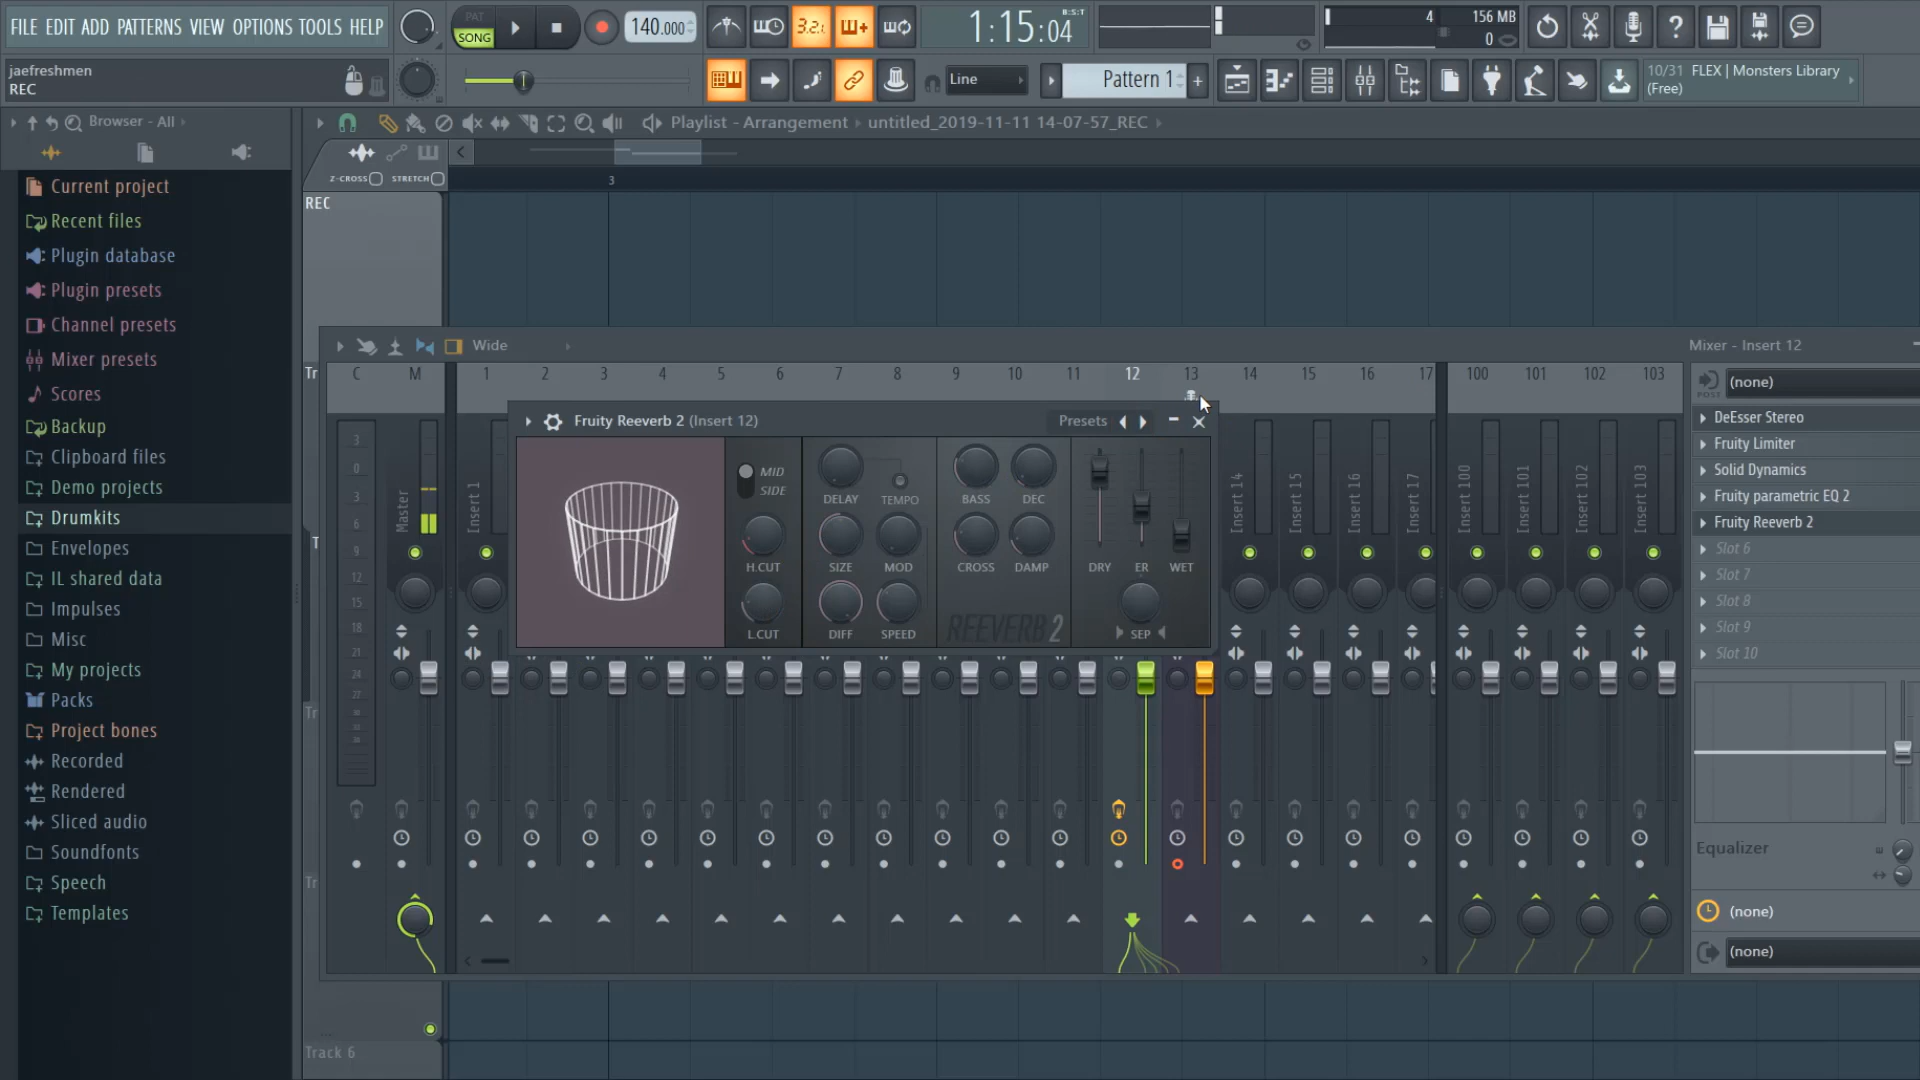 FILE EDIT ADD PATTERNS VIEW OPTIONS TOOLS HELP
PAT
SONG
140.000
3.2.1
1:15:04
B:S:T
4
156 MB
0
jaefreshmen
REC
Line
Pattern 1
10/31 FLEX | Monsters Library
(Free)
Browser - All
Playlist - Arrangement
untitled_2019-11-11 14-07-57_REC
Z-CROSS STRETCH
3
REC
Current project
Recent files
Plugin database
Plugin presets
Channel presets
Mixer presets
Scores
Backup
Clipboard files
Demo projects
Drumkits
Envelopes
IL shared data
Impulses
Misc
My projects
Packs
Project bones
Recorded
Rendered
Sliced audio
Soundfonts
Speech
Templates
Wide
Mixer - Insert 12
Tr C M 1 2 3 4 5 6 7 8 9 10 11 12 13 14 15 16 17 100 101 102 103
Fruity Reeverb 2 (Insert 12)
Presets
MID
SIDE
DELAY TEMPO BASS DEC
H.CUT SIZE MOD CROSS DAMP DRY ER WET
L.CUT DIFF SPEED REEVERB 2 SEP
3
0
3
6
9
12
15
18
21
24
27
Master
Insert 1
Insert 14
Insert 15
Insert 16
Insert 17
Insert 100
Insert 101
Insert 102
Insert 103
POST
(none)
DeEsser Stereo
Fruity Limiter
Solid Dynamics
Fruity parametric EQ 2
Fruity Reeverb 2
Slot 6
Slot 7
Slot 8
Slot 9
Slot 10
Equalizer
(none)
(none)
T
Tr
Tr
Track 6